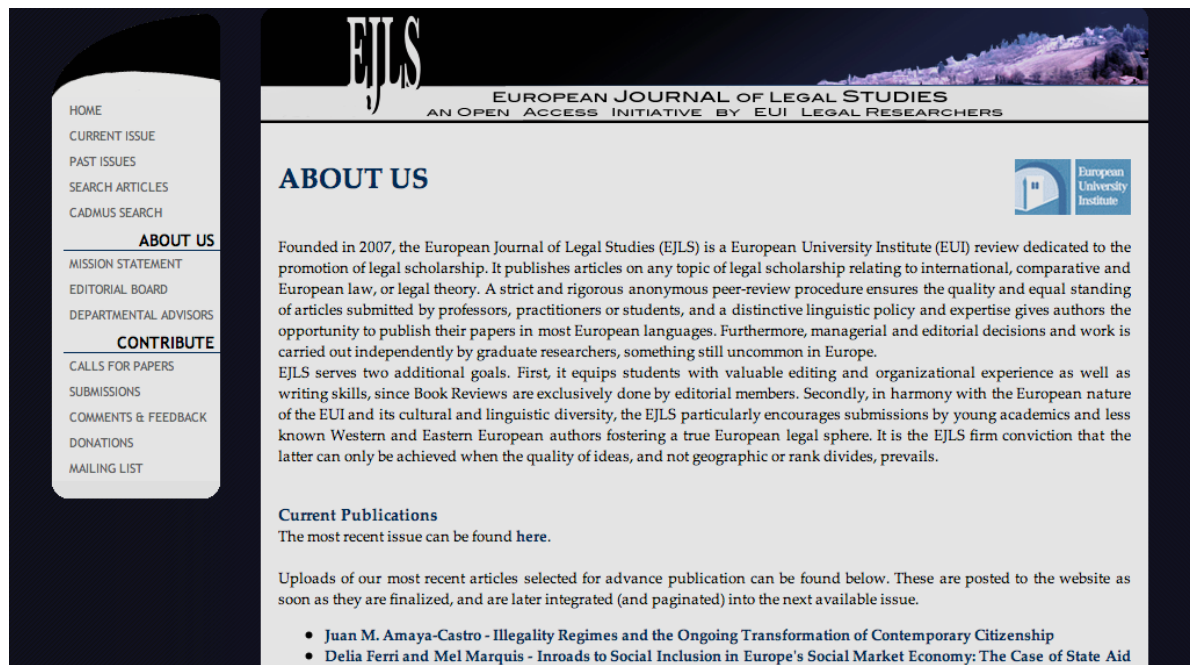 EJLS
EUROPEAN JOURNAL OF LEGAL STUDIES
AN OPEN ACCESS INITIATIVE BY EUI LEGAL RESEARCHERS
HOME
CURRENT ISSUE
PAST ISSUES
SEARCH ARTICLES
CADMUS SEARCH
ABOUT US
MISSION STATEMENT
EDITORIAL BOARD
DEPARTMENTAL ADVISORS
CONTRIBUTE
CALLS FOR PAPERS
SUBMISSIONS
COMMENTS & FEEDBACK
DONATIONS
MAILING LIST
ABOUT US
European
University
Institute
Founded in 2007, the European Journal of Legal Studies (EJLS) is a European University Institute (EUI) review dedicated to the
promotion of legal scholarship. It publishes articles on any topic of legal scholarship relating to international, comparative and
European law, or legal theory. A strict and rigorous anonymous peer-review procedure ensures the quality and equal standing
of articles submitted by professors, practitioners or students, and a distinctive linguistic policy and expertise gives authors the
opportunity to publish their papers in most European languages. Furthermore, managerial and editorial decisions and work is
carried out independently by graduate researchers, something still uncommon in Europe.
EJLS serves two additional goals. First, it equips students with valuable editing and organizational experience as well as
writing skills, since Book Reviews are exclusively done by editorial members. Secondly, in harmony with the European nature
of the EUI and its cultural and linguistic diversity, the EJLS particularly encourages submissions by young academics and less
known Western and Eastern European authors fostering a true European legal sphere. It is the EJLS firm conviction that the
latter can only be achieved when the quality of ideas, and not geographic or rank divides, prevails.
Current Publications
The most recent issue can be found here.
Uploads of our most recent articles selected for advance publication can be found below. These are posted to the website as
soon as they are finalized, and are later integrated (and paginated) into the next available issue.
• Juan M. Amaya-Castro - Illegality Regimes and the Ongoing Transformation of Contemporary Citizenship
• Delia Ferri and Mel Marquis - Inroads to Social Inclusion in Europe's Social Market Economy: The Case of State Aid